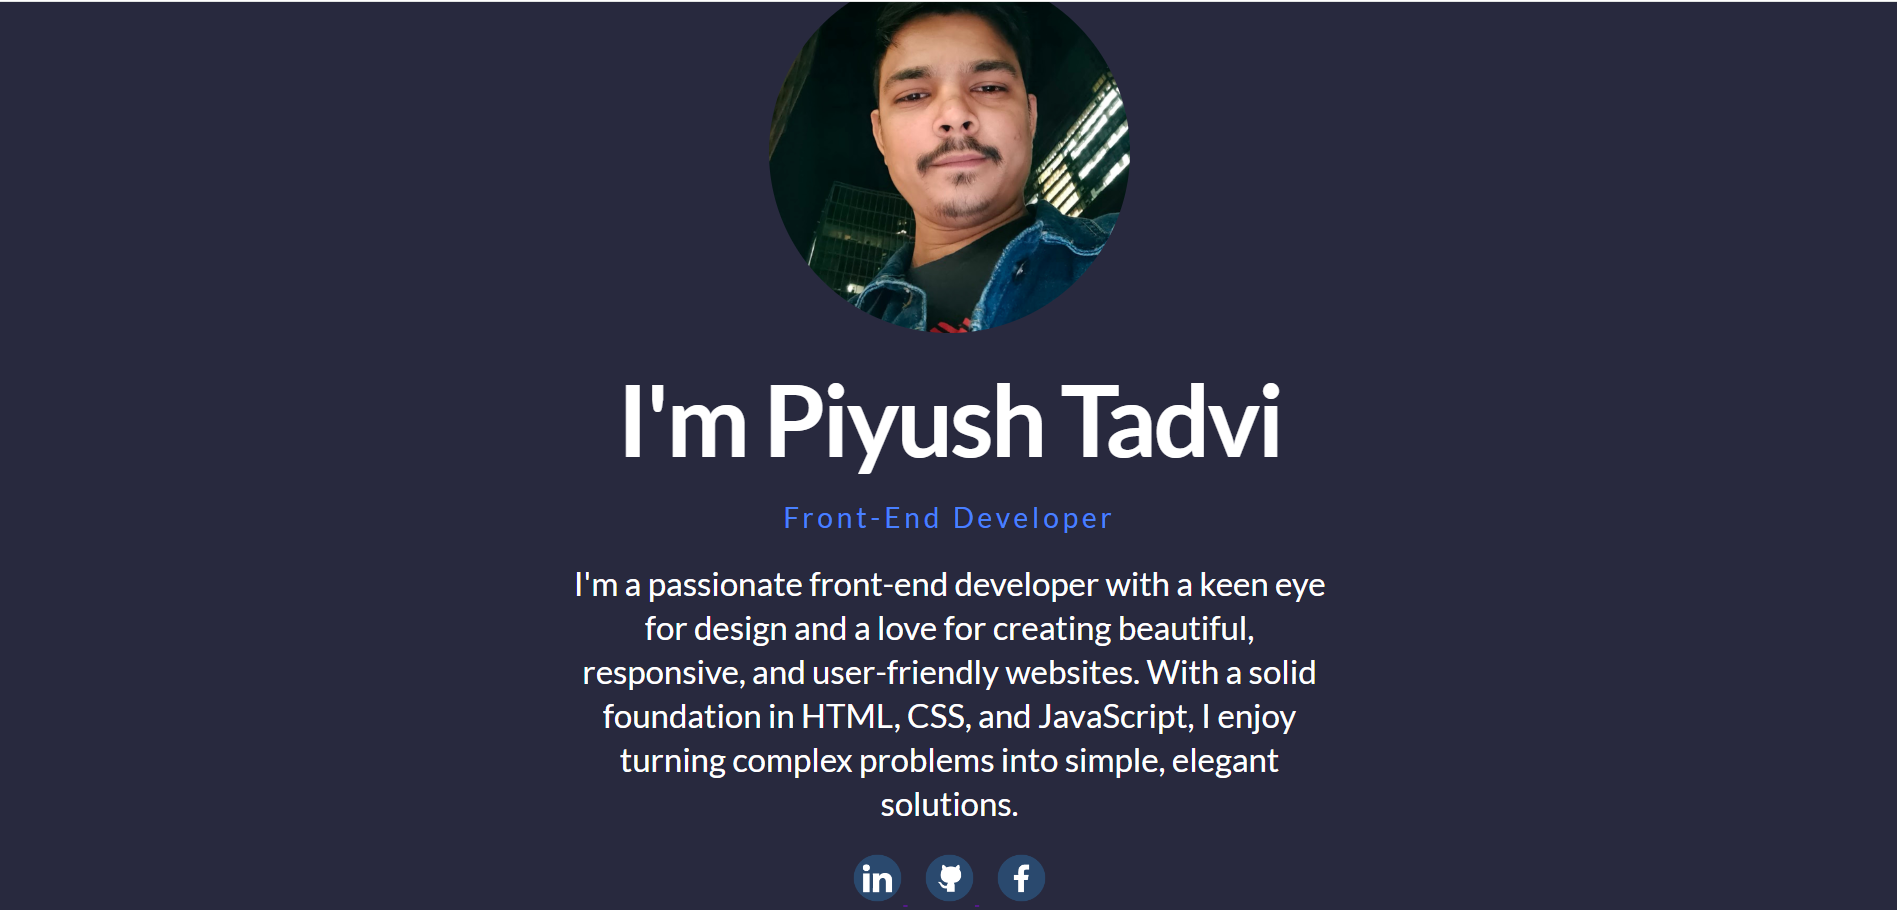 I'm Piyush Tadvi
Front-End Developer
I'm a passionate front-end developer with a keen eye
for design and a love for creating beautiful,
responsive, and user-friendly websites. With a solid
foundation in HTML, CSS, and JavaScript, I enjoy
turning complex problems into simple, elegant
solutions.
in f